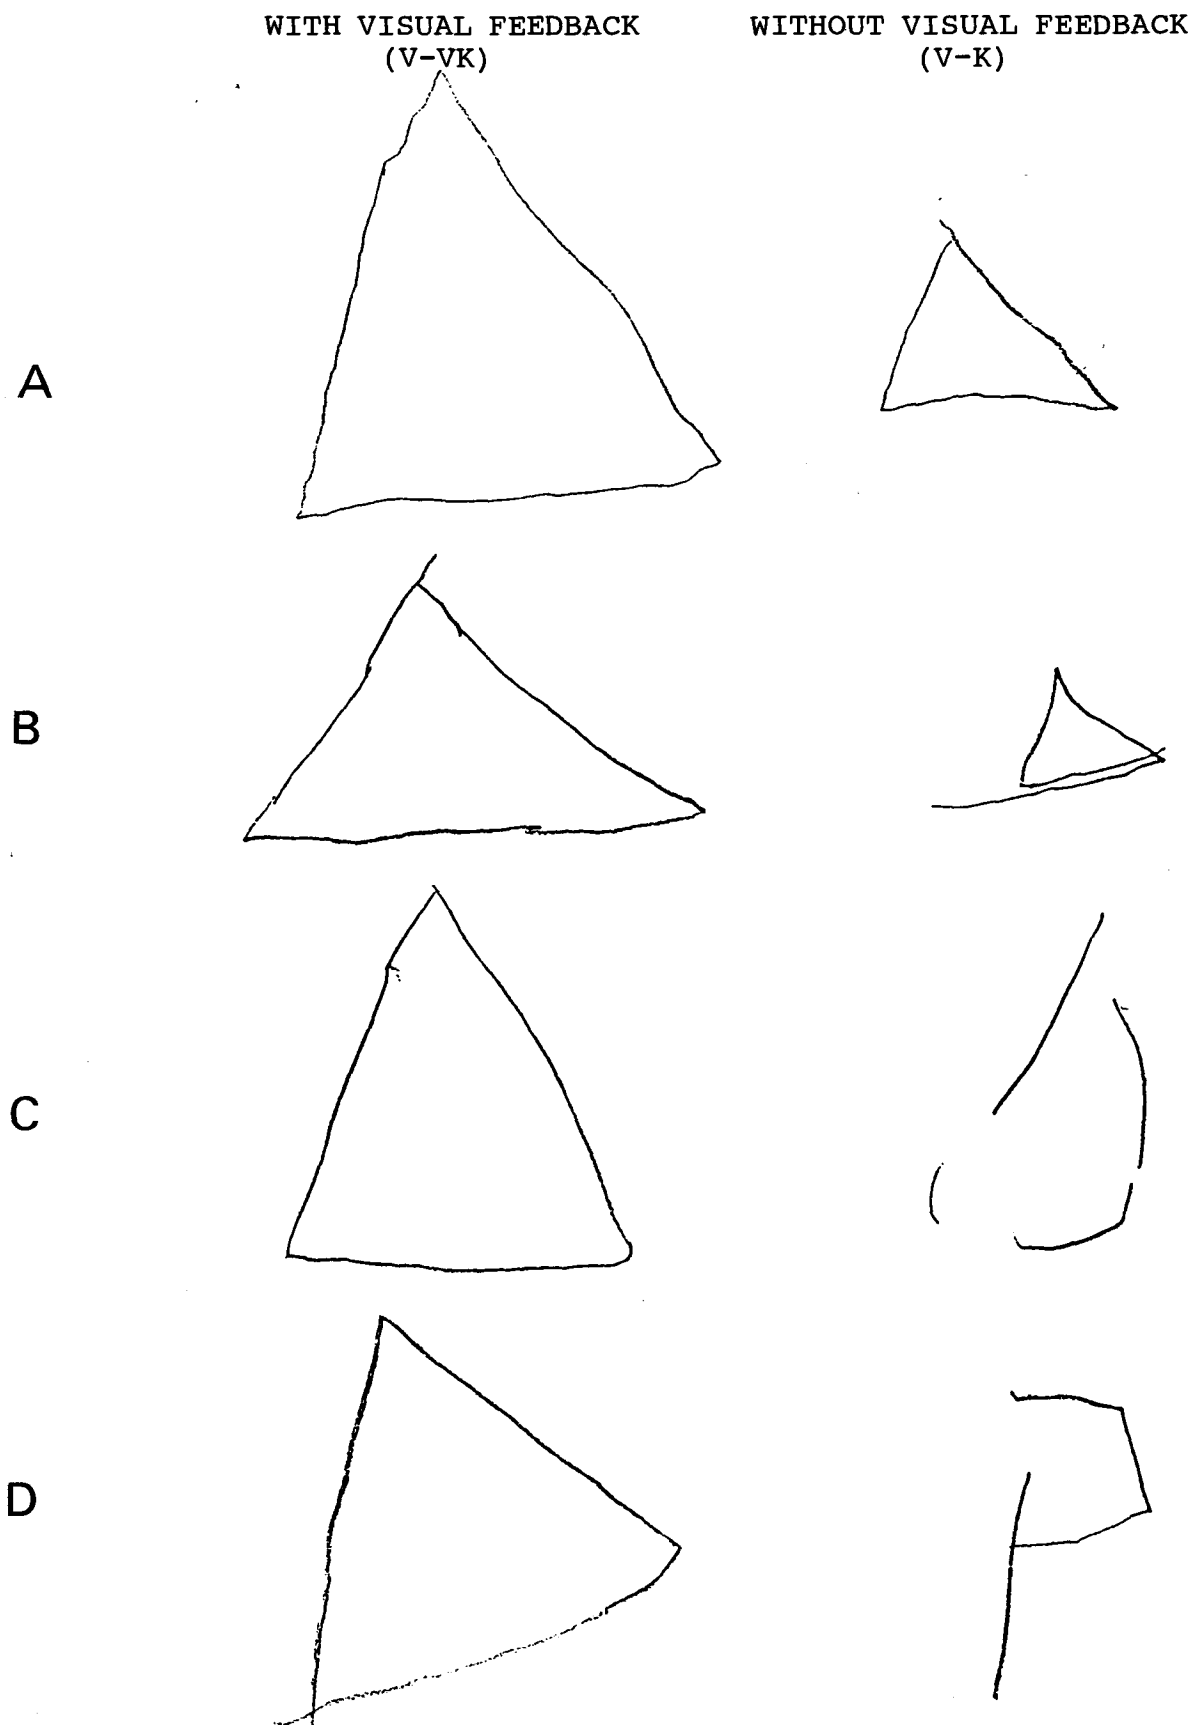 WITH VISUAL FEEDBACK
(V-VK)
WITHOUT VISUAL FEEDBACK
(V-K)
A
B
C
D